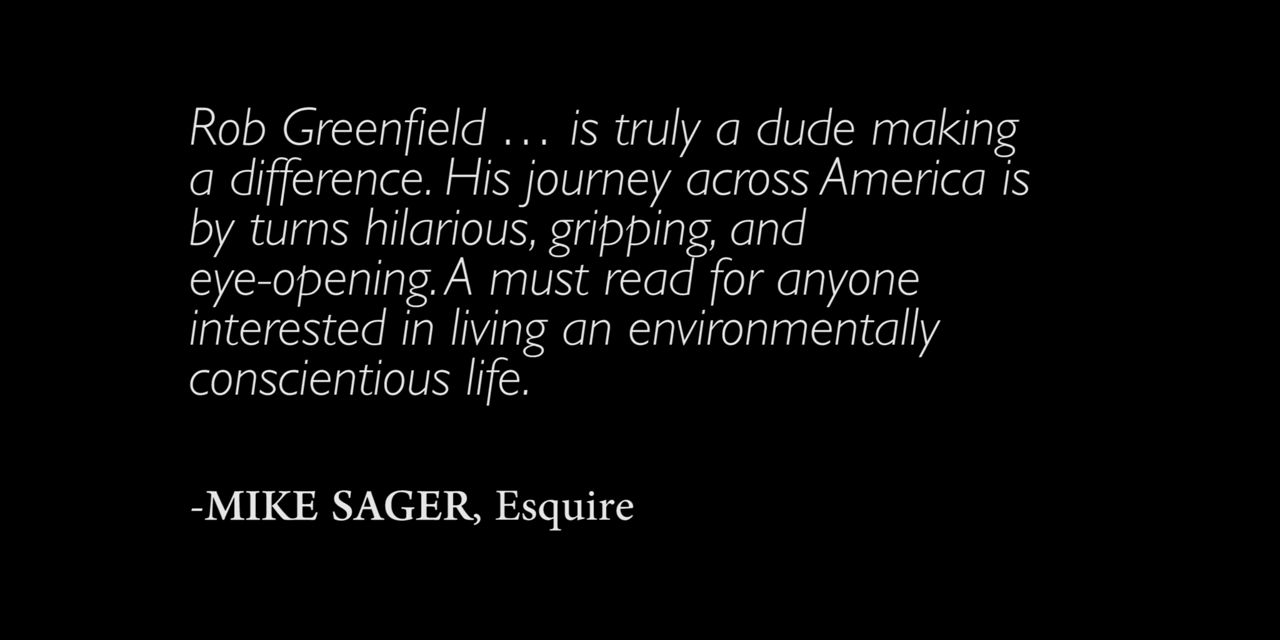 Rob Greenfield ... is truly a dude making
a difference. His journey across America is
by turns hilarious, gripping, and
eye-opening. A must read for anyone
interested in living an environmentally
conscientious life.
-MIKE SAGER, Esquire